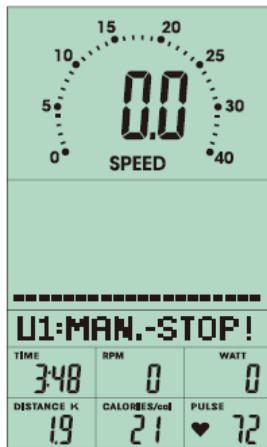 15 20
10 25
5 0.0 30
0 SPEED 40
U1:MAN.-STOP!
TIME RPM WATT
3:48 0 0
DISTANCE K CALORIES/cal PULSE
1.9 21 72